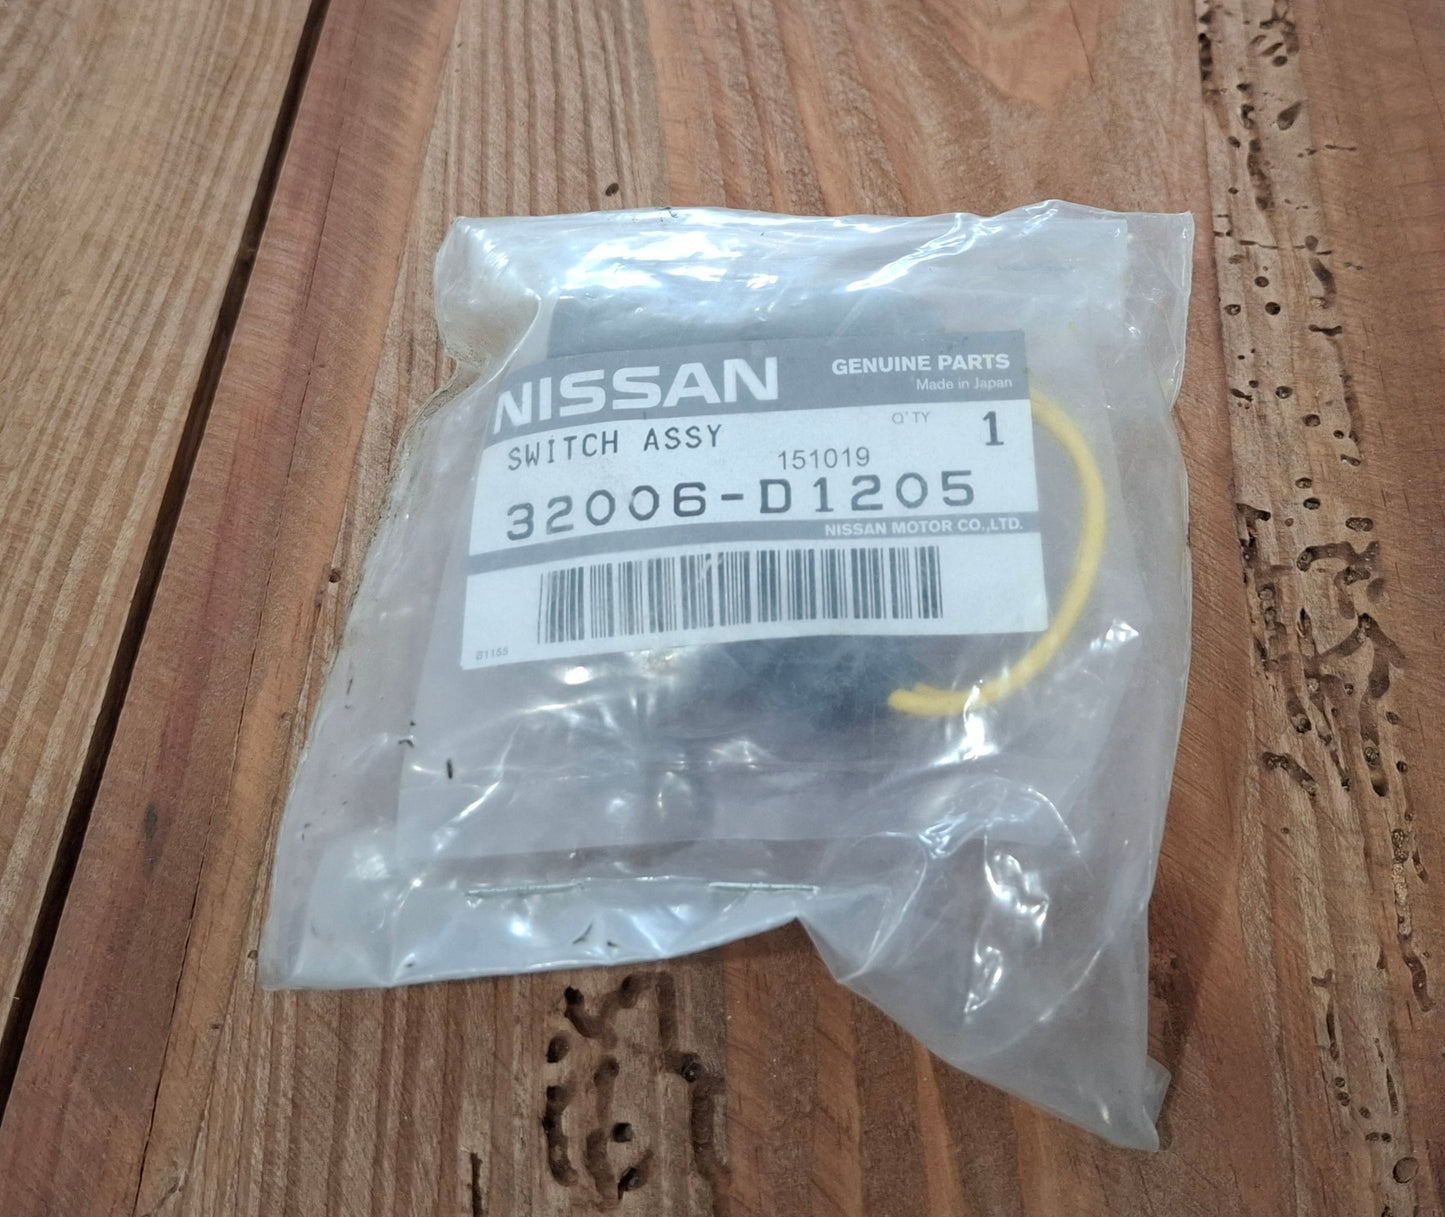 NISSAN
GENUINE PARTS
Made in Japan
SWITCH ASSY
Q'TY 1
151019
32006-D1205
NISSAN MOTOR CO.,LTD.